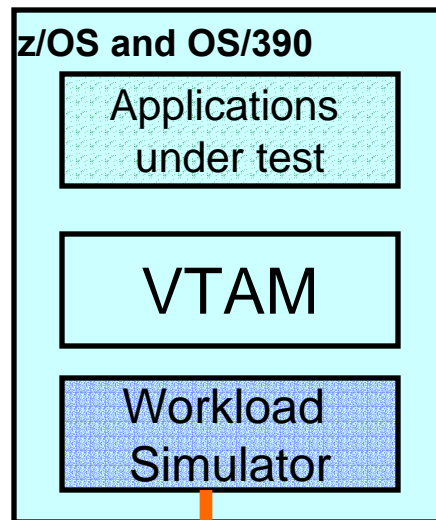 z/OS and OS/390
Applications
under test
VTAM
Workload
Simulator